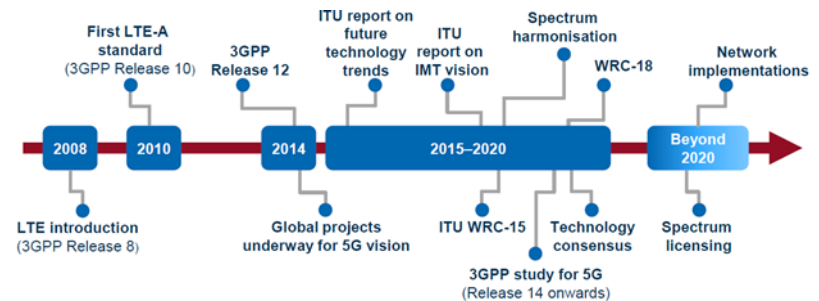 First LTE-A
standard
(3GPP Release 10)
3GPP
Release 12
ITU report on
future
technology
trends
ITU
report on
IMT vision
Spectrum
harmonisation
WRC-18
Network
implementations
2008
2010
2014
2015–2020
Beyond
2020
LTE introduction
(3GPP Release 8)
Global projects
underway for 5G vision
ITU WRC-15
3GPP study for 5G
(Release 14 onwards)
Technology
consensus
Spectrum
licensing